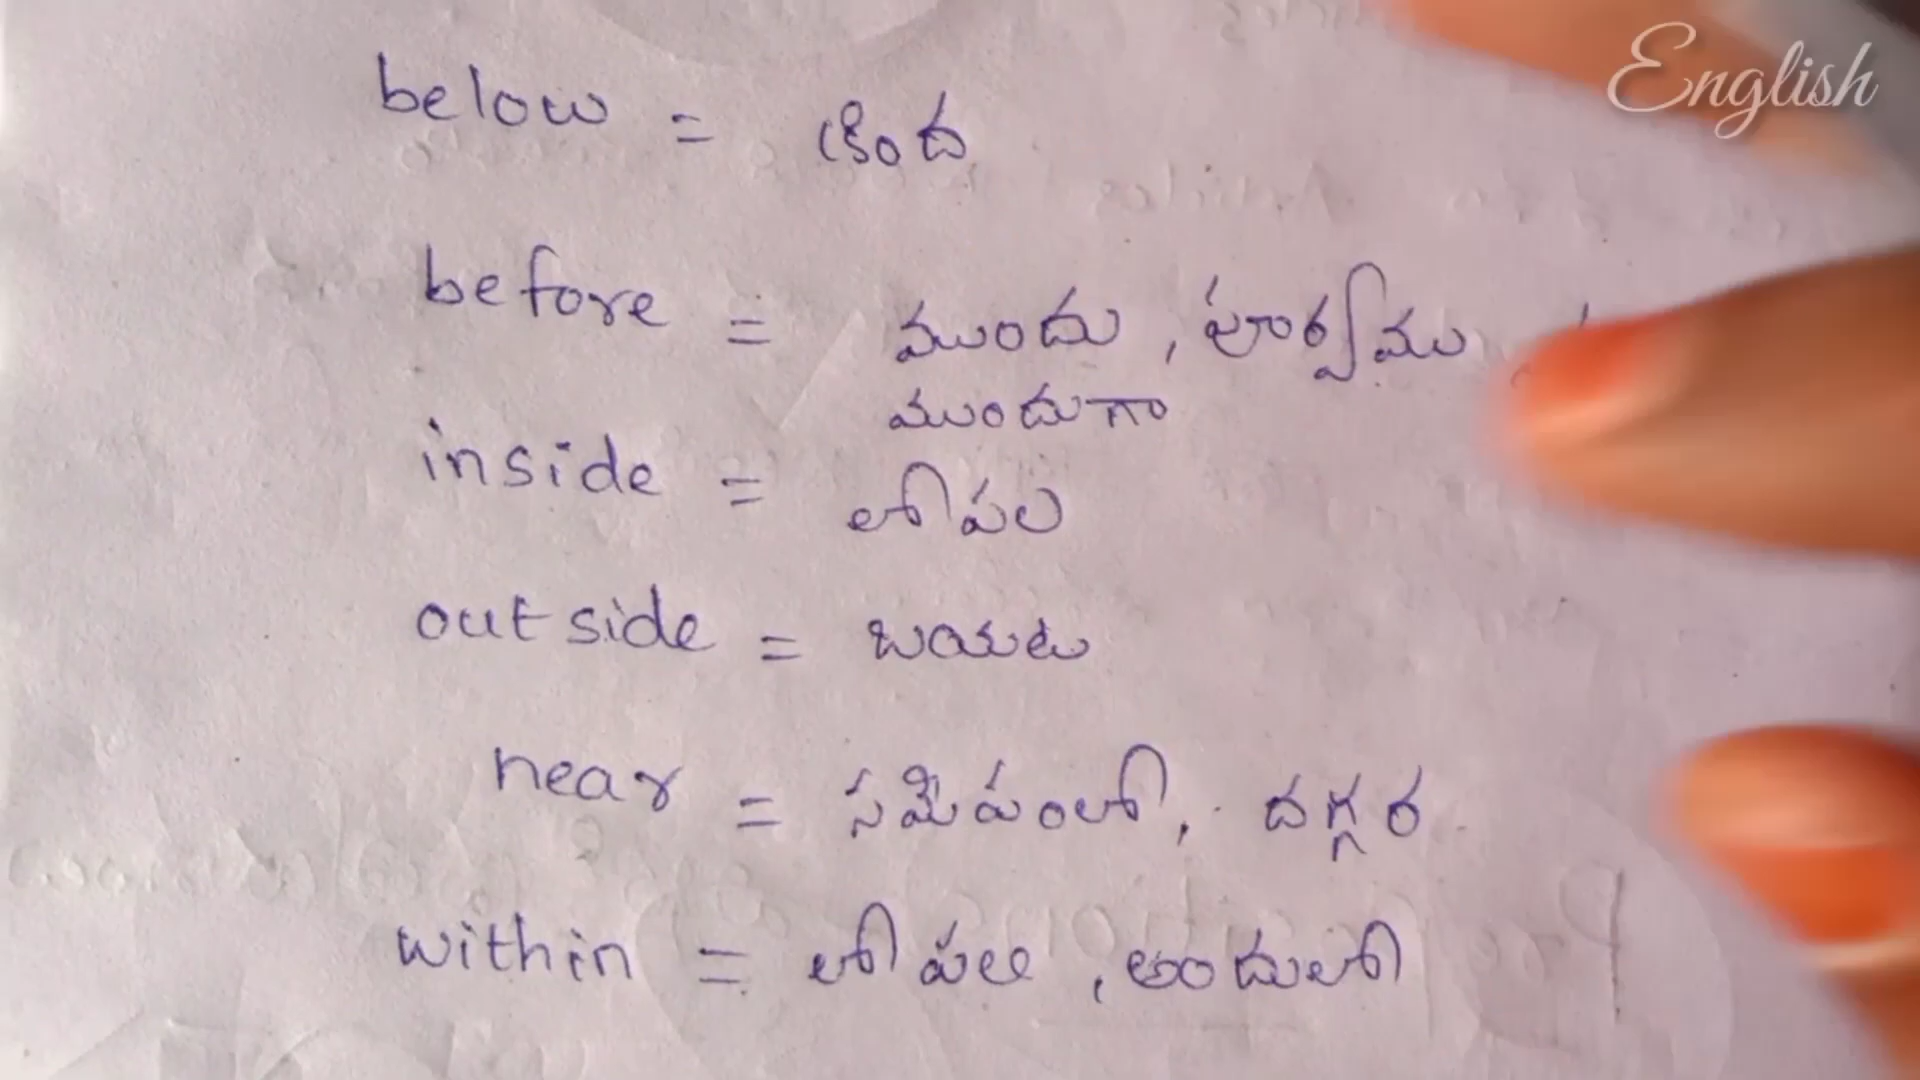 English
below = క్రింద
before = ముందు, పూర్వము
ముందుగా
inside = లోపల
outside = బయట
near = సమీపంలో, దగ్గర
within = లోపల, అందులో